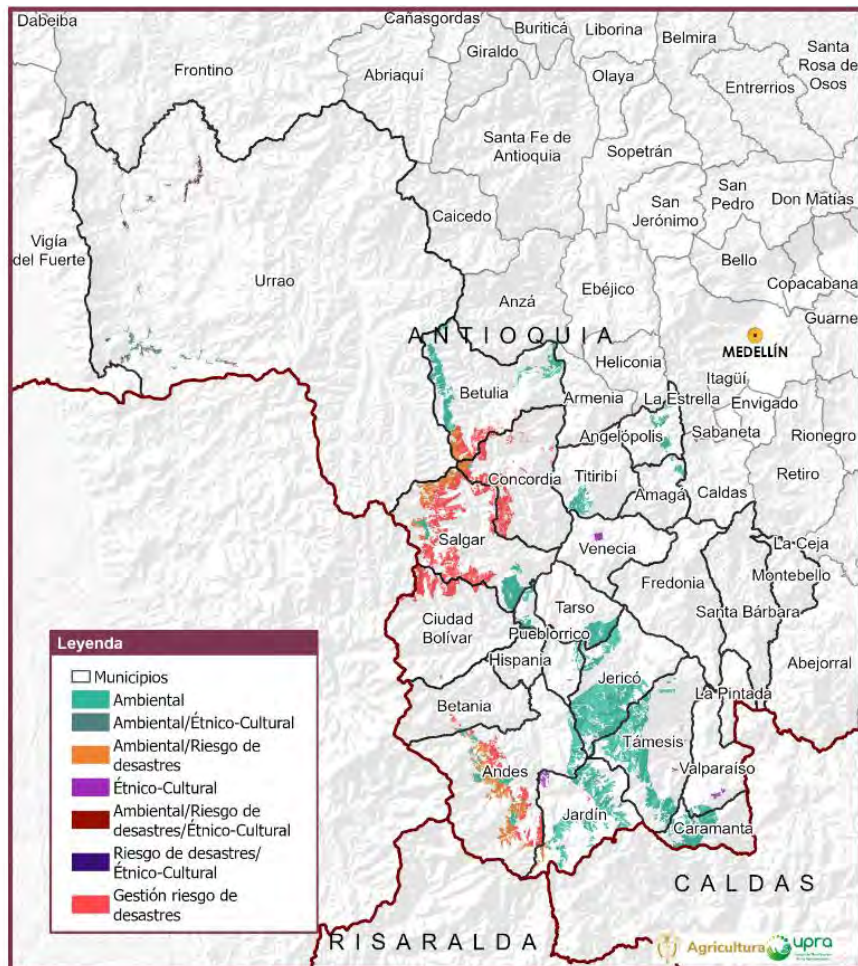 Dabeiba
Cañasgordas
Buriticá
Liborina
Belmira
Santa
Rosa de
Osos
Giraldo
Frontino
Abriaquí
Olaya
Entrerrios
Santa Fe de
Antioquia
Sopetrán
San
Jerónimo
San
Pedro
Don Matías
Caicedo
Vigía
del Fuerte
Urrao
Bello
Copacabana
Anzá
Ebéjico
Guarne
ANTIOQUIA
MEDELLÍN
Heliconia
Itagüí
Betulia
Armenia
La Estrella
Envigado
Angelópolis
Sabaneta
Rionegro
Concordia
Titiribí
Retiro
Amagá
Caldas
Salgar
Venecia
La Ceja
Montebello
Fredonia
Tarso
Santa Bárbara
Ciudad
Bolívar
Pueblorrico
Hispania
Jericó
Abejorral
La Pintada
Betania
Támesis
Andes
Valparaíso
Jardín
Caramanta
CALDAS
RISARALDA
Leyenda
Municipios
Ambiental
Ambiental/Étnico-Cultural
Ambiental/Riesgo de
desastres
Étnico-Cultural
Ambiental/Riesgo de
desastres/Étnico-Cultural
Riesgo de desastres/
Étnico-Cultural
Gestión riesgo de
desastres
Agricultura
upra